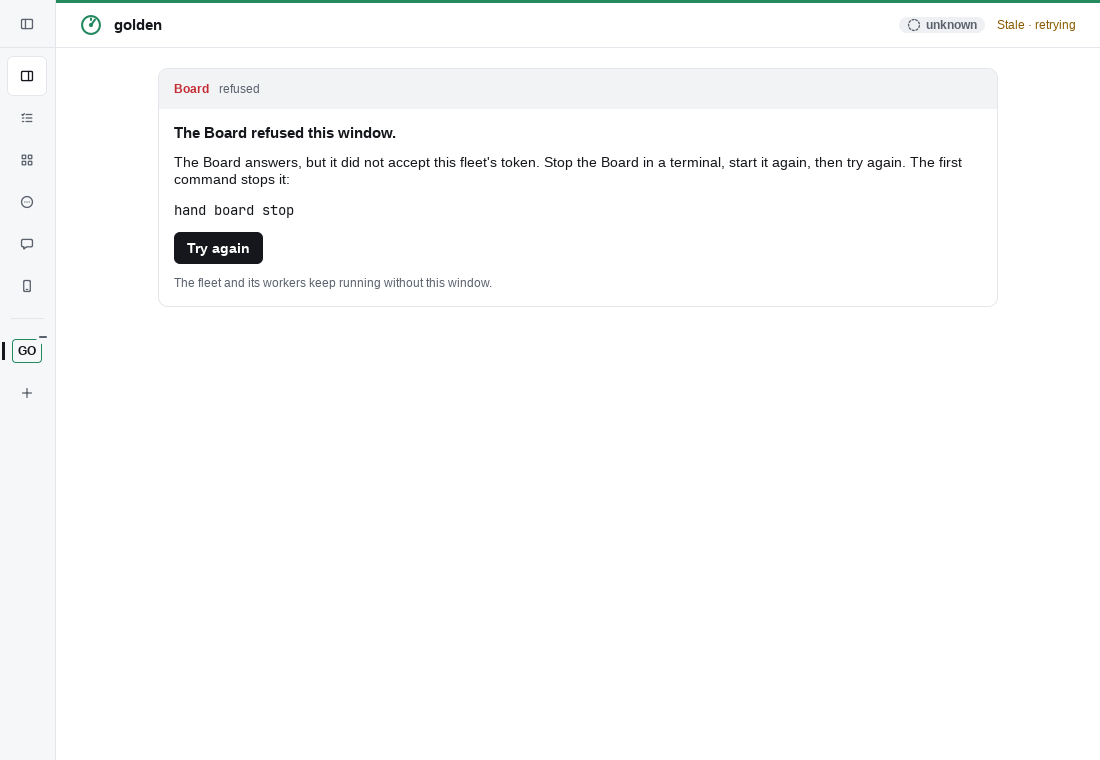 golden
unknown
Stale · retrying
Board refused
The Board refused this window.
The Board answers, but it did not accept this fleet's token. Stop the Board in a terminal, start it again, then try again. The first
command stops it:
hand board stop
Try again
The fleet and its workers keep running without this window.
GO